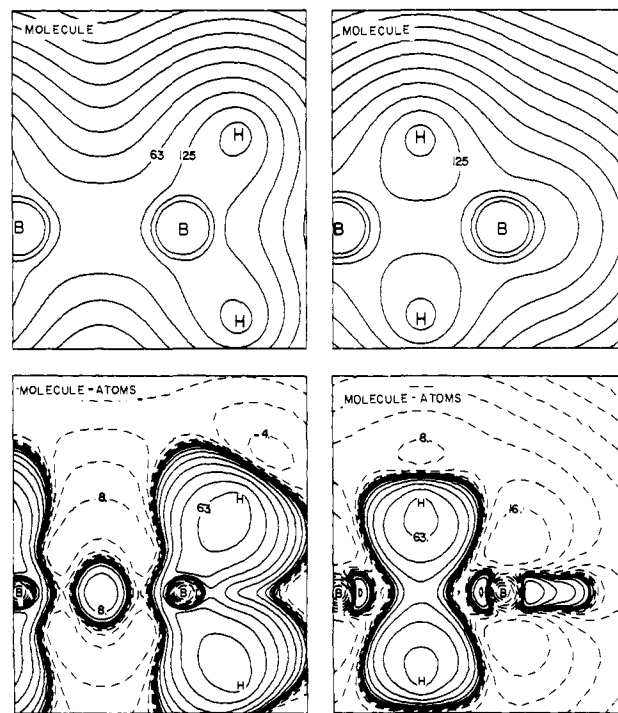 MOLECULE
H
63 125
B
B
H
MOLECULE
H
125
B
B
H
MOLECULE-ATOMS
4.
8.
H
63.
B
B
8.
H
MOLECULE-ATOMS
8.
H
63.
16.
B
B
H